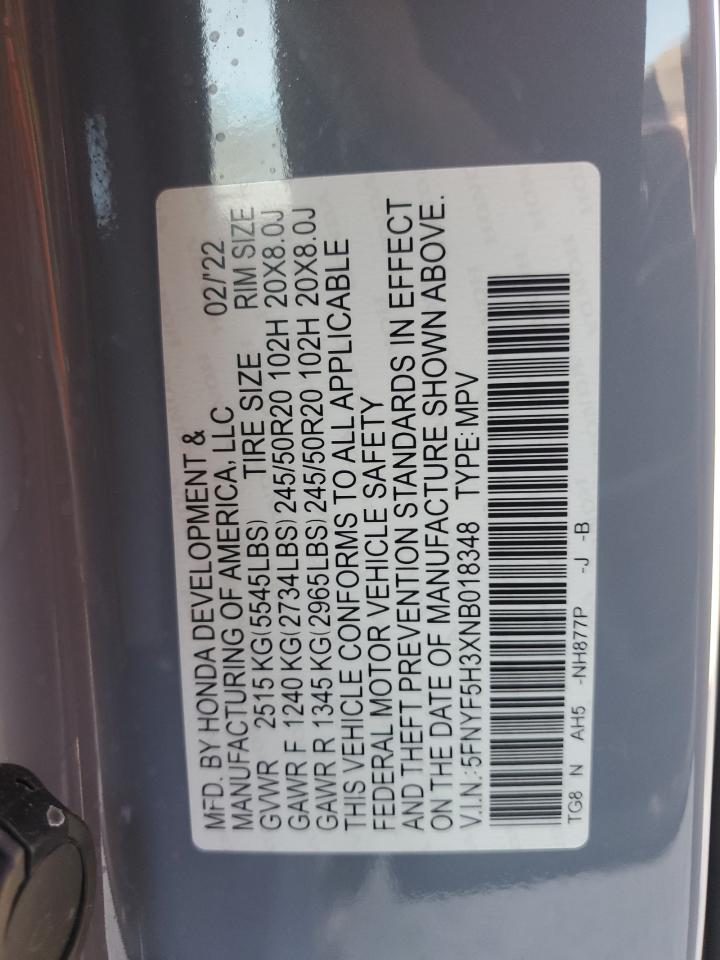 MFD. BY HONDA DEVELOPMENT &
MANUFACTURING OF AMERICA, LLC 02/'22
GVWR 2515 KG(5545LBS) TIRE SIZE RIM SIZE
GAWR F 1240 KG(2734LBS) 245/50R20 102H 20X8.0J
GAWR R 1345 KG(2965LBS) 245/50R20 102H 20X8.0J
THIS VEHICLE CONFORMS TO ALL APPLICABLE
FEDERAL MOTOR VEHICLE SAFETY
AND THEFT PREVENTION STANDARDS IN EFFECT
ON THE DATE OF MANUFACTURE SHOWN ABOVE.
V.I.N.:5FNYF5H3XNB018348 TYPE:MPV
TG8 N AH5 -NH877P -J -B